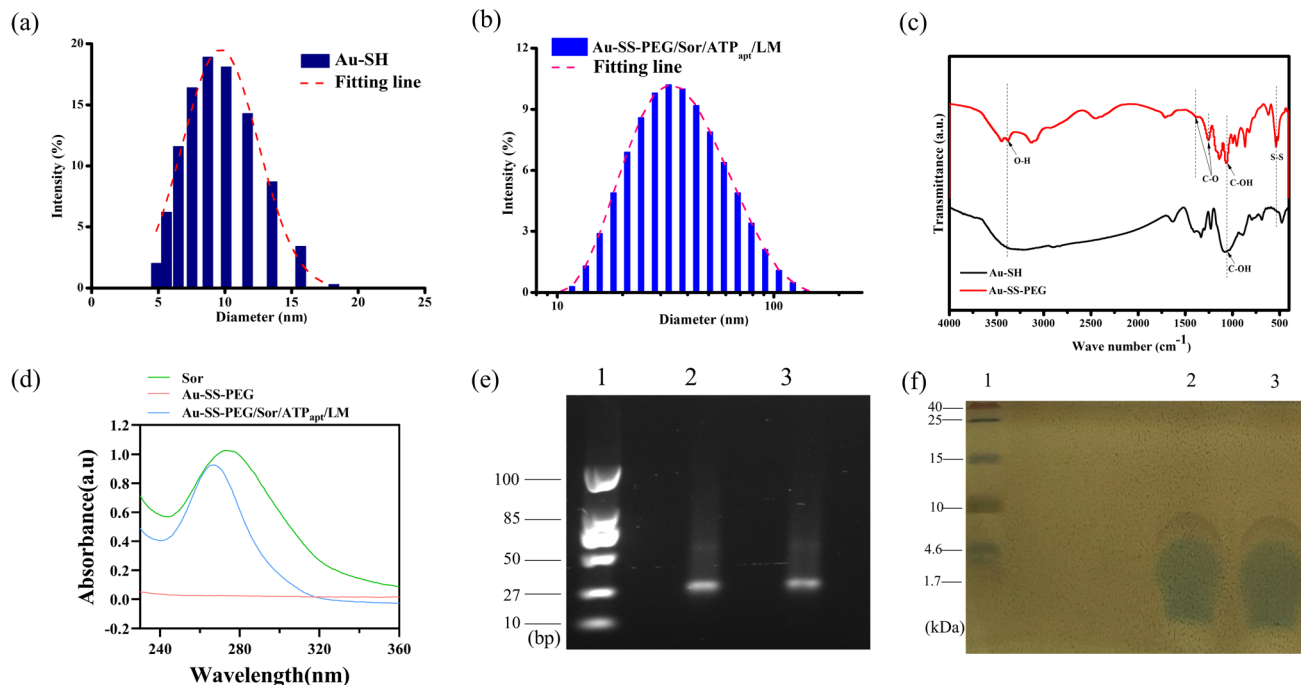 (a)
20
15
10
5
0
Intensity (%)
Au-SH
Fitting line
0 5 10 15 20 25
Diameter (nm)
(b)
12
9
6
3
0
Intensity (%)
Au-SS-PEG/Sor/ATPapt/LM
Fitting line
10 100
Diameter (nm)
(c)
Transmittance (a.u.)
O-H
C-O
C-OH
S-S
C-OH
Au-SH
Au-SS-PEG
4000 3500 3000 2500 2000 1500 1000 500
Wave number (cm-1)
(d)
Sor
Au-SS-PEG
Au-SS-PEG/Sor/ATPapt/LM
1.2
1.0
0.8
0.6
0.4
0.2
0.0
-0.2
Absorbance(a.u)
240 280 320 360
Wavelength(nm)
(e)
1 2 3
100
85
50
27
10
(bp)
(f)
1 2 3
40
25
15
10
4.6
1.7
(kDa)